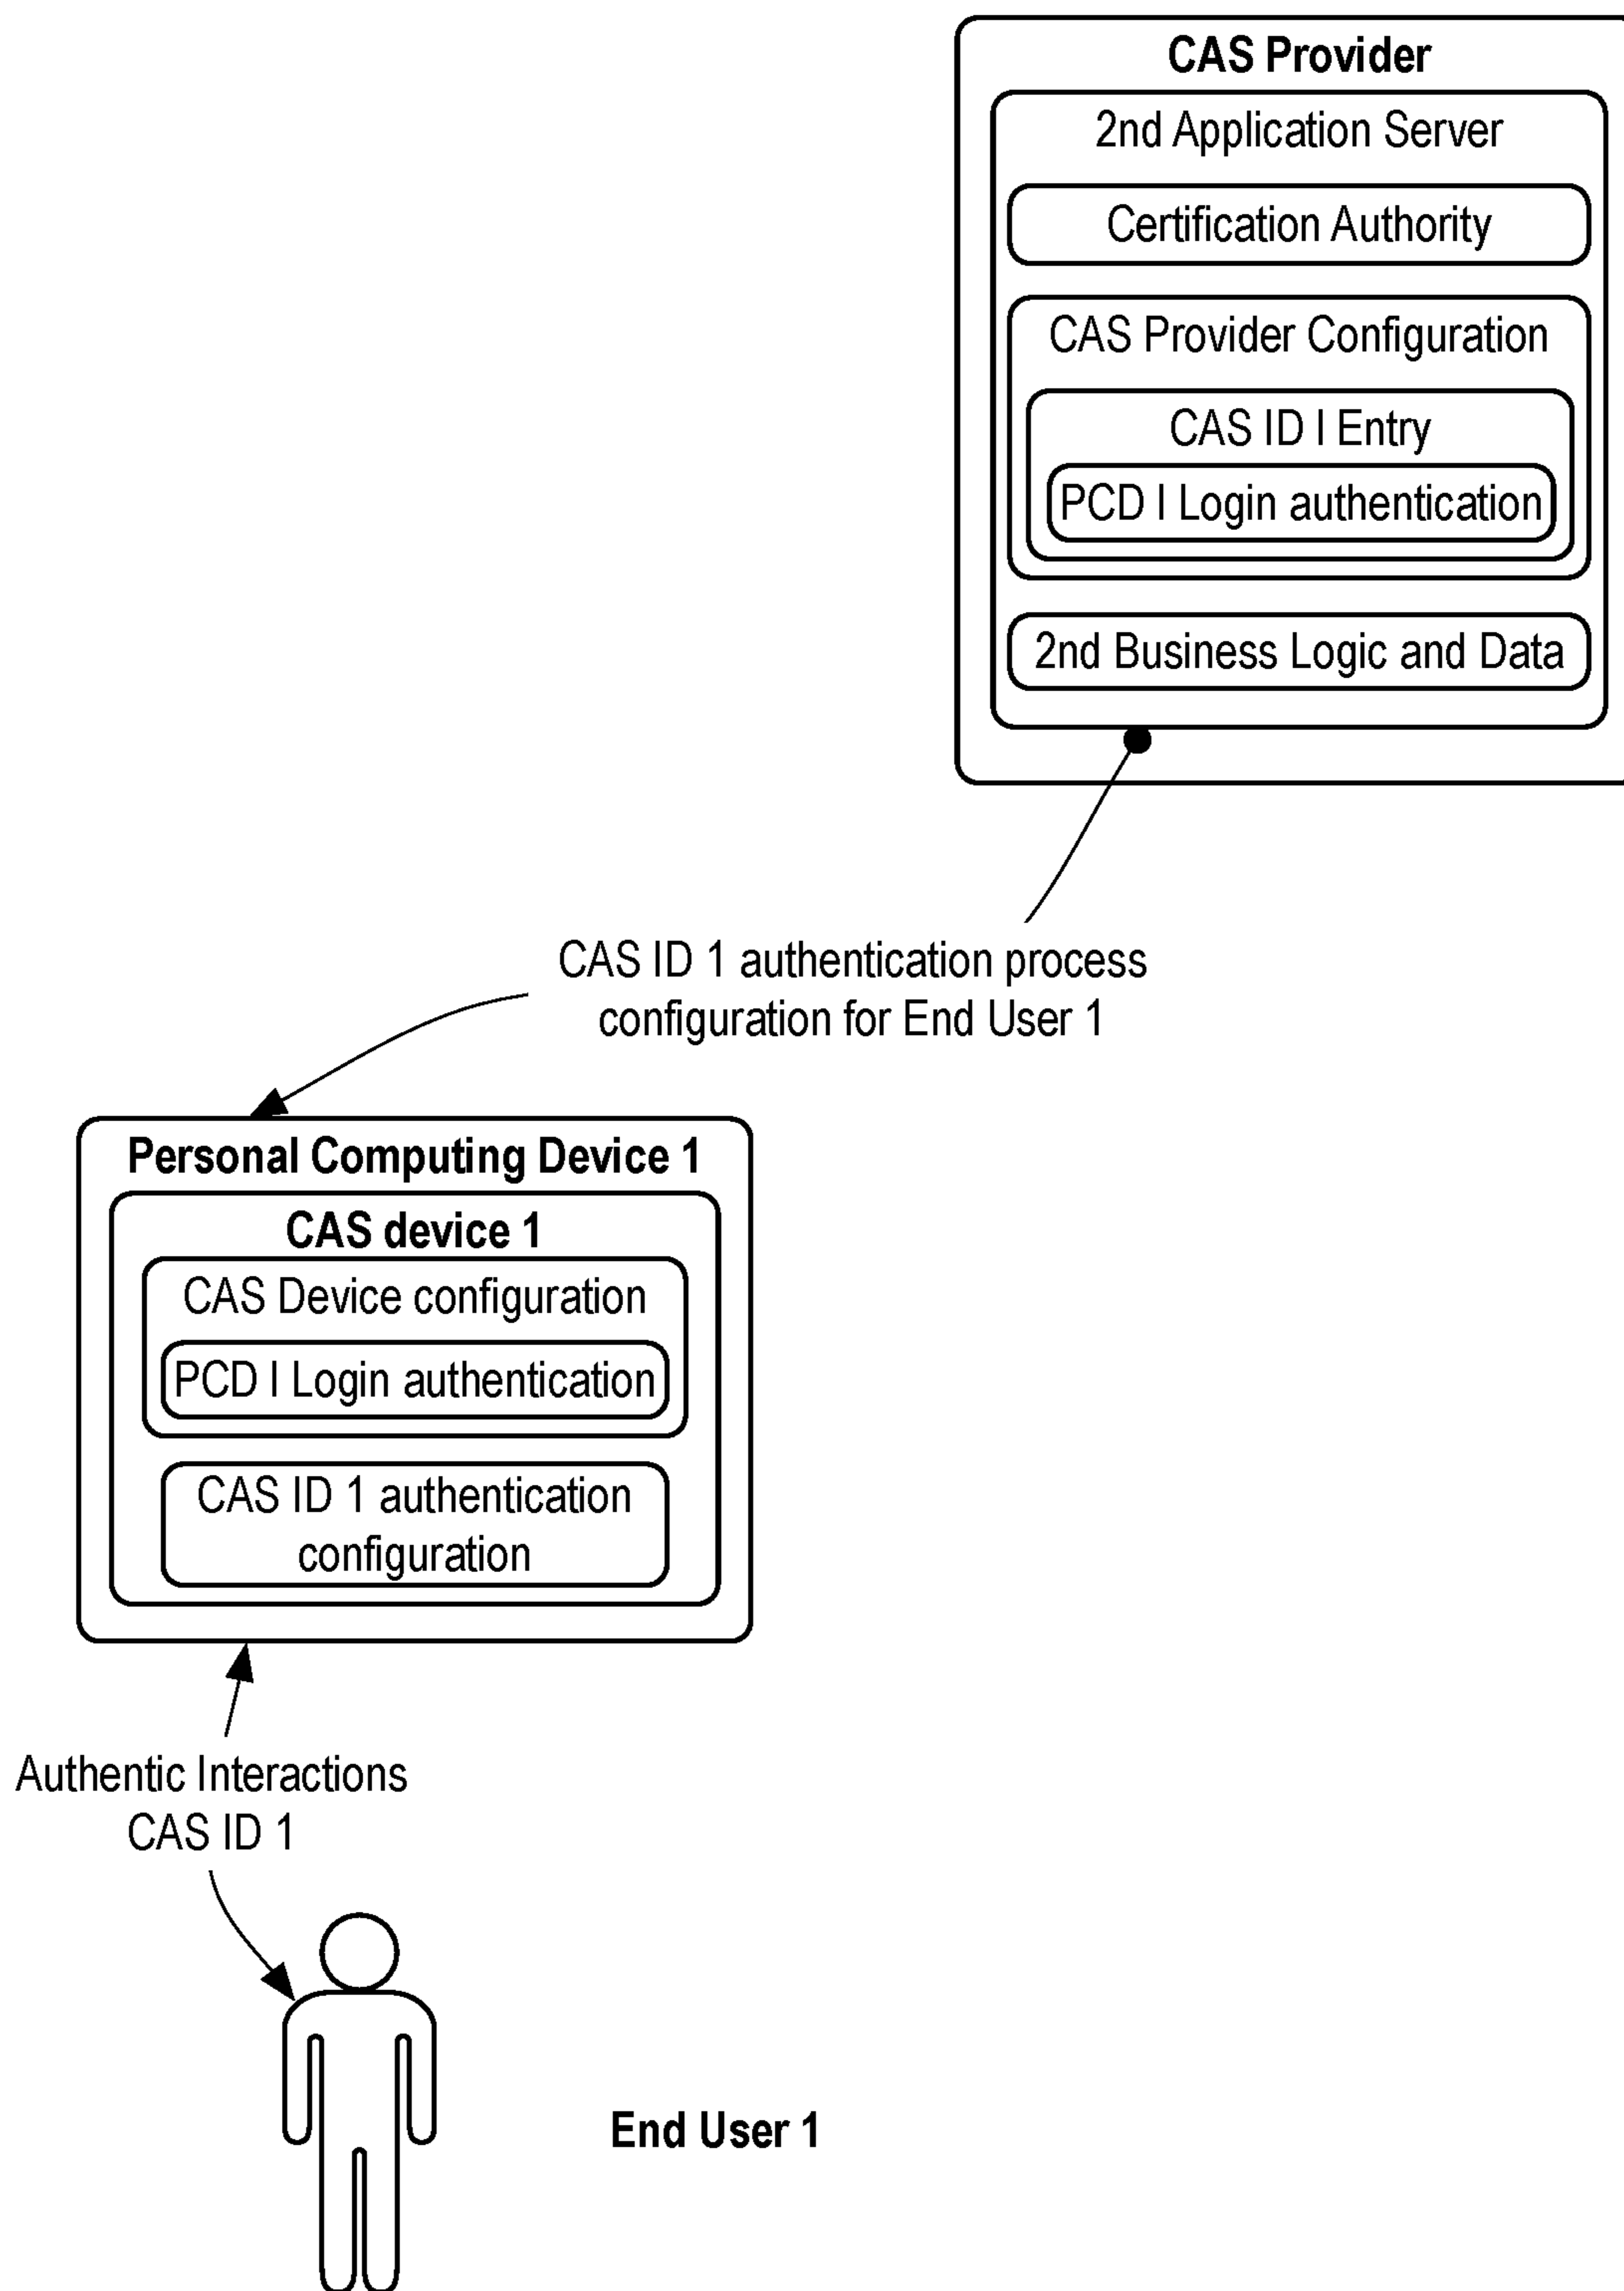 CAS Provider
2nd Application Server
Certification Authority
CAS Provider Configuration
CAS ID I Entry
PCD I Login authentication
2nd Business Logic and Data
CAS ID 1 authentication process
configuration for End User 1
Personal Computing Device 1
CAS device 1
CAS Device configuration
PCD I Login authentication
CAS ID 1 authentication
configuration
Authentic Interactions
CAS ID 1
End User 1